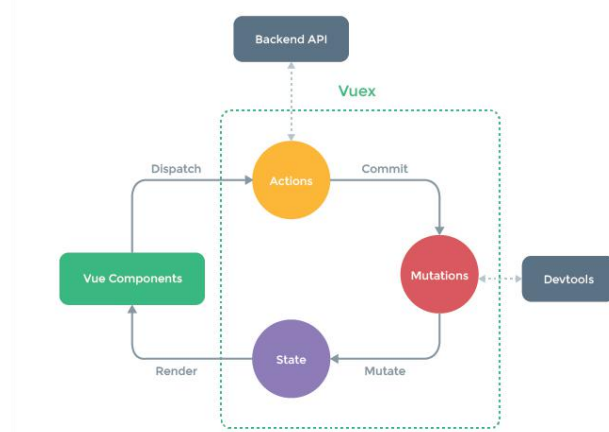 Backend API
Vuex
Dispatch
Actions
Commit
Vue Components
Mutations
Devtools
State
Render
Mutate